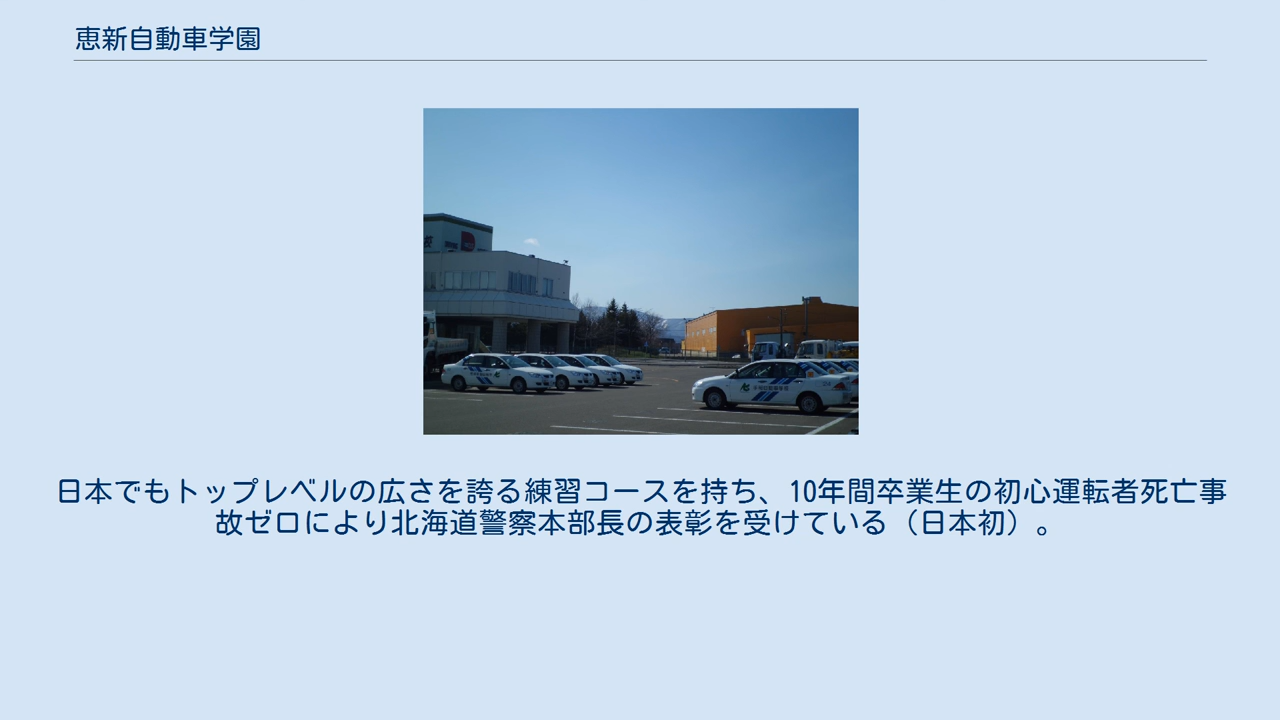 恵新自動車学園
校
日本でもトップレベルの広さを誇る練習コースを持ち、10年間卒業生の初心運転者死亡事
故ゼロにより北海道警察本部長の表彰を受けている（日本初）。